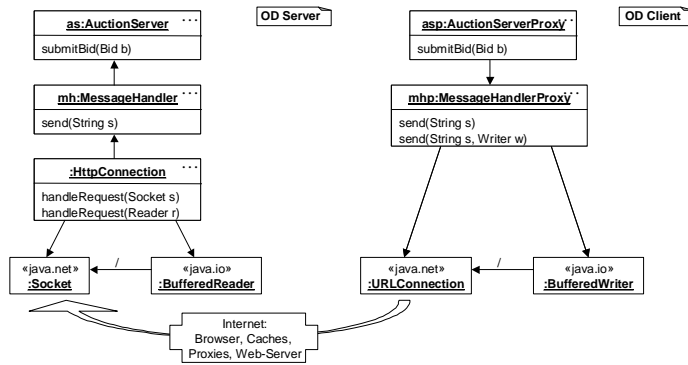 as:AuctionServer ...
submitBid(Bid b)
OD Server
mh:MessageHandler ...
send(String s)
:HttpConnection ...
handleRequest(Socket s)
handleRequest(Reader r)
«java.net»
:Socket
/
«java.io»
:BufferedReader
asp:AuctionServerProxy ...
submitBid(Bid b)
OD Client
mhp:MessageHandlerProxy ...
send(String s)
send(String s, Writer w)
«java.net»
:URLConnection
/
«java.io»
:BufferedWriter
Internet:
Browser, Caches,
Proxies, Web-Server